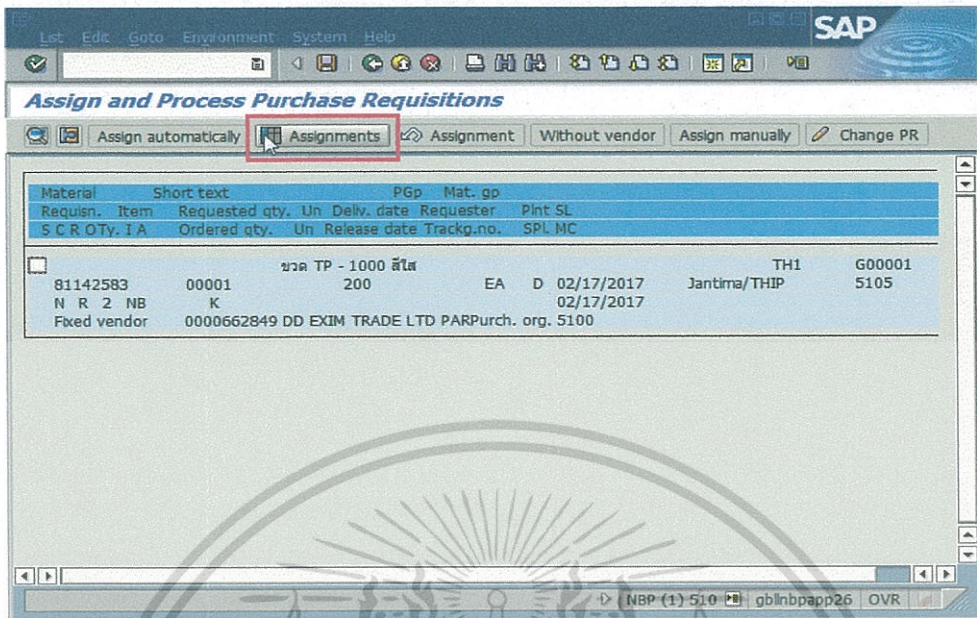 SAP
List Edit Goto Environment System Help
Assign and Process Purchase Requisitions
Assign automatically Assignments Assignment Without vendor Assign manually Change PR
Material Short text PGp Mat. gp
Requisn. Item Requested qty. Un Deliv. date Requester Plnt SL
S C R OTy. I A Ordered qty. Un Release date Trackg.no. SPL MC
ขวด TP - 1000 สีใส TH1 G00001
81142583 00001 200 EA D 02/17/2017 Jantima/THIP 5105
N R 2 NB K 02/17/2017
Fixed vendor 0000662849 DD EXIM TRADE LTD PARPurch. org. 5100
NBP (1) 510 gbllnbpapp26 OVR